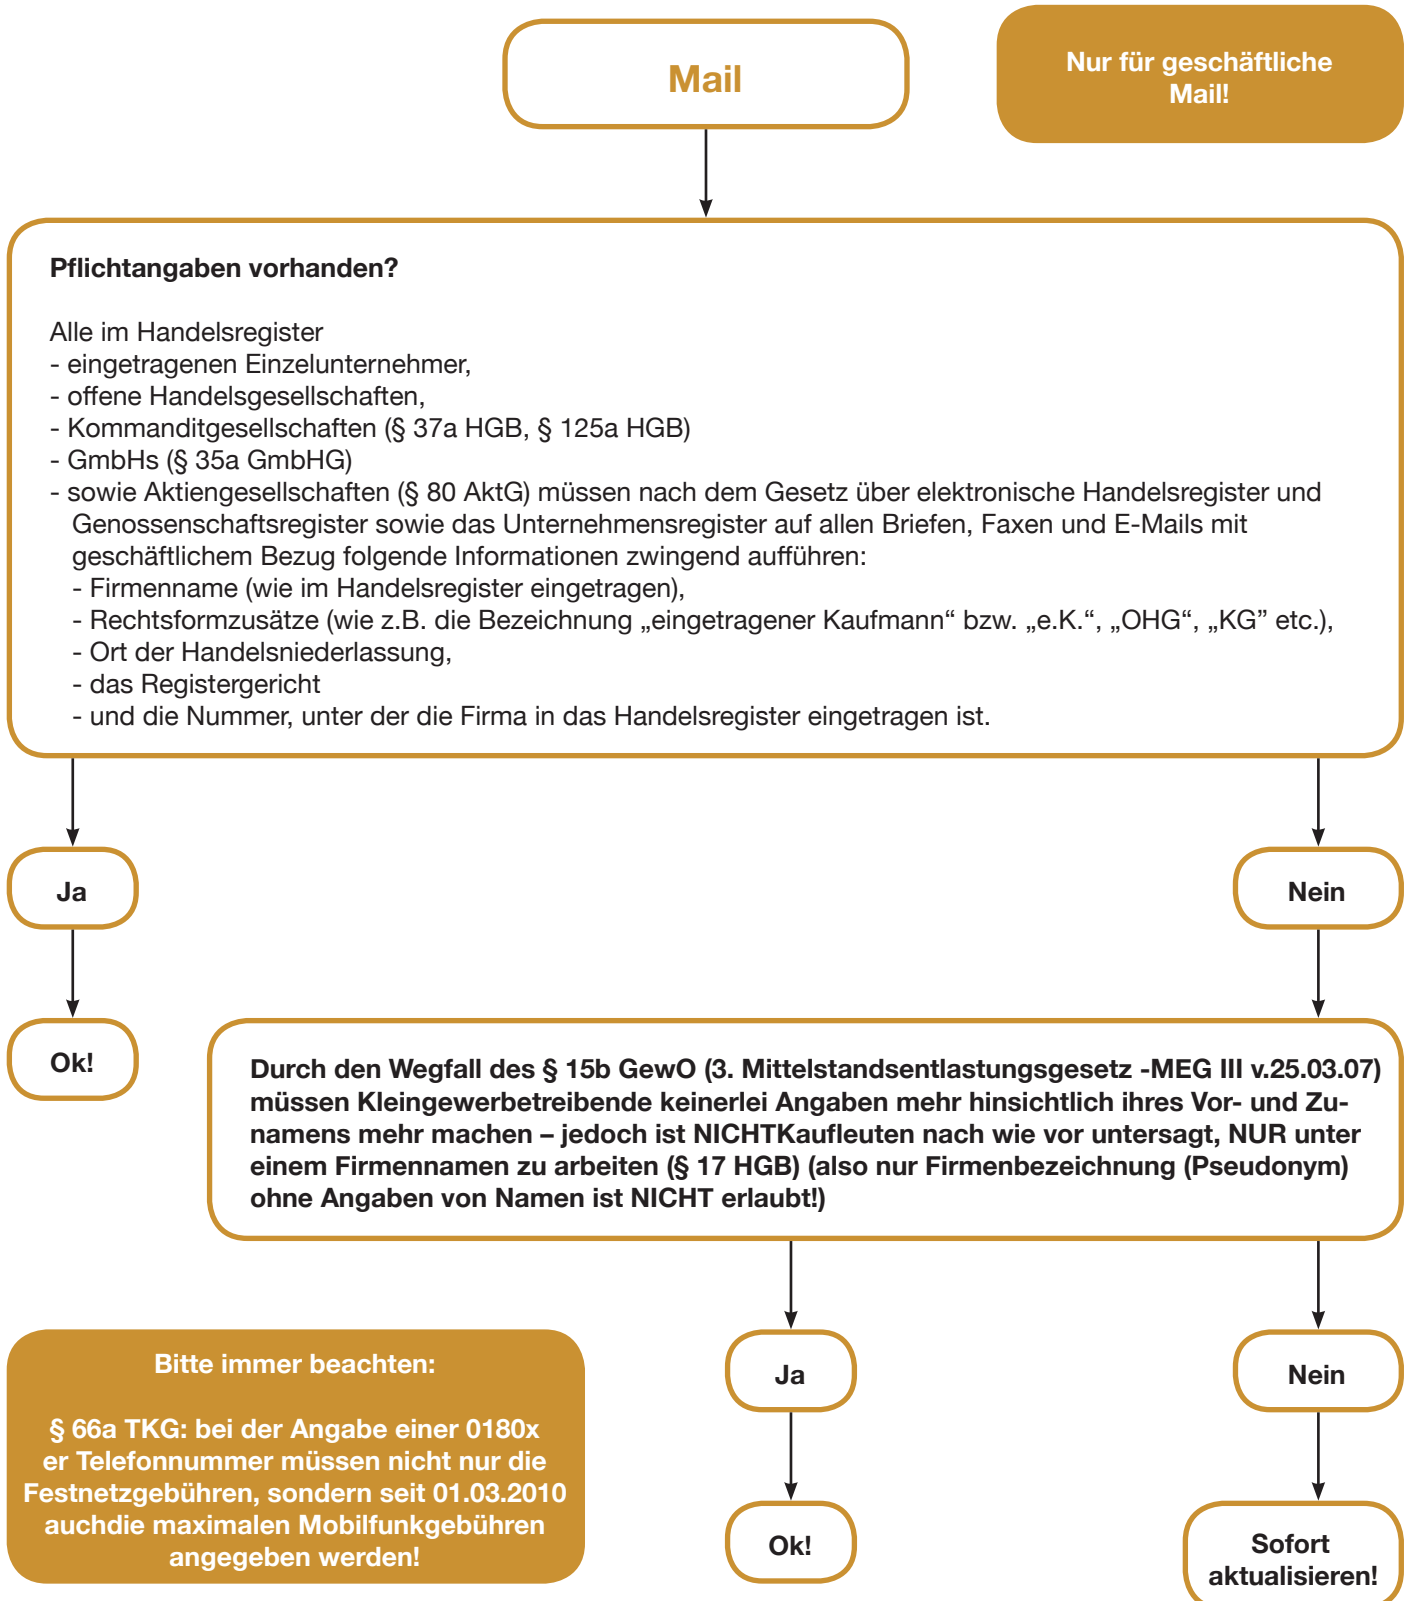 Mail
Nur für geschäftliche
Mail!
Pflichtangaben vorhanden?
Alle im Handelsregister
- eingetragenen Einzelunternehmer,
- offene Handelsgesellschaften,
- Kommanditgesellschaften (§ 37a HGB, § 125a HGB)
- GmbHs (§ 35a GmbHG)
- sowie Aktiengesellschaften (§ 80 AktG) müssen nach dem Gesetz über elektronische Handelsregister und
Genossenschaftsregister sowie das Unternehmensregister auf allen Briefen, Faxen und E-Mails mit
geschäftlichem Bezug folgende Informationen zwingend aufführen:
- Firmenname (wie im Handelsregister eingetragen),
- Rechtsformzusätze (wie z.B. die Bezeichnung „eingetragener Kaufmann“ bzw. „e.K.“, „OHG“, „KG” etc.),
- Ort der Handelsniederlassung,
- das Registergericht
- und die Nummer, unter der die Firma in das Handelsregister eingetragen ist.
Ja
Nein
Ok!
Durch den Wegfall des § 15b GewO (3. Mittelstandsentlastungsgesetz -MEG III v.25.03.07)
müssen Kleingewerbetreibende keinerlei Angaben mehr hinsichtlich ihres Vor- und Zu-
namens mehr machen – jedoch ist NICHTKaufleuten nach wie vor untersagt, NUR unter
einem Firmennamen zu arbeiten (§ 17 HGB) (also nur Firmenbezeichnung (Pseudonym)
ohne Angaben von Namen ist NICHT erlaubt!)
Bitte immer beachten:
§ 66a TKG: bei der Angabe einer 0180x
er Telefonnummer müssen nicht nur die
Festnetzgebühren, sondern seit 01.03.2010
auchdie maximalen Mobilfunkgebühren
angegeben werden!
Ja
Nein
Ok!
Sofort
aktualisieren!